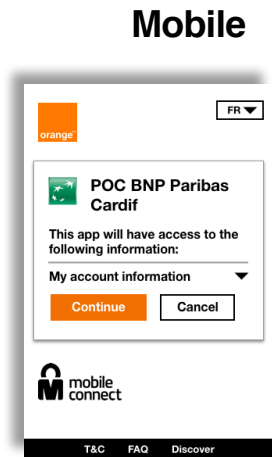 Mobile
orange
FR
POC BNP Paribas
Cardif
This app will have access to the
following information:
My account information
Continue Cancel
mobile
connect
T&C FAQ Discover